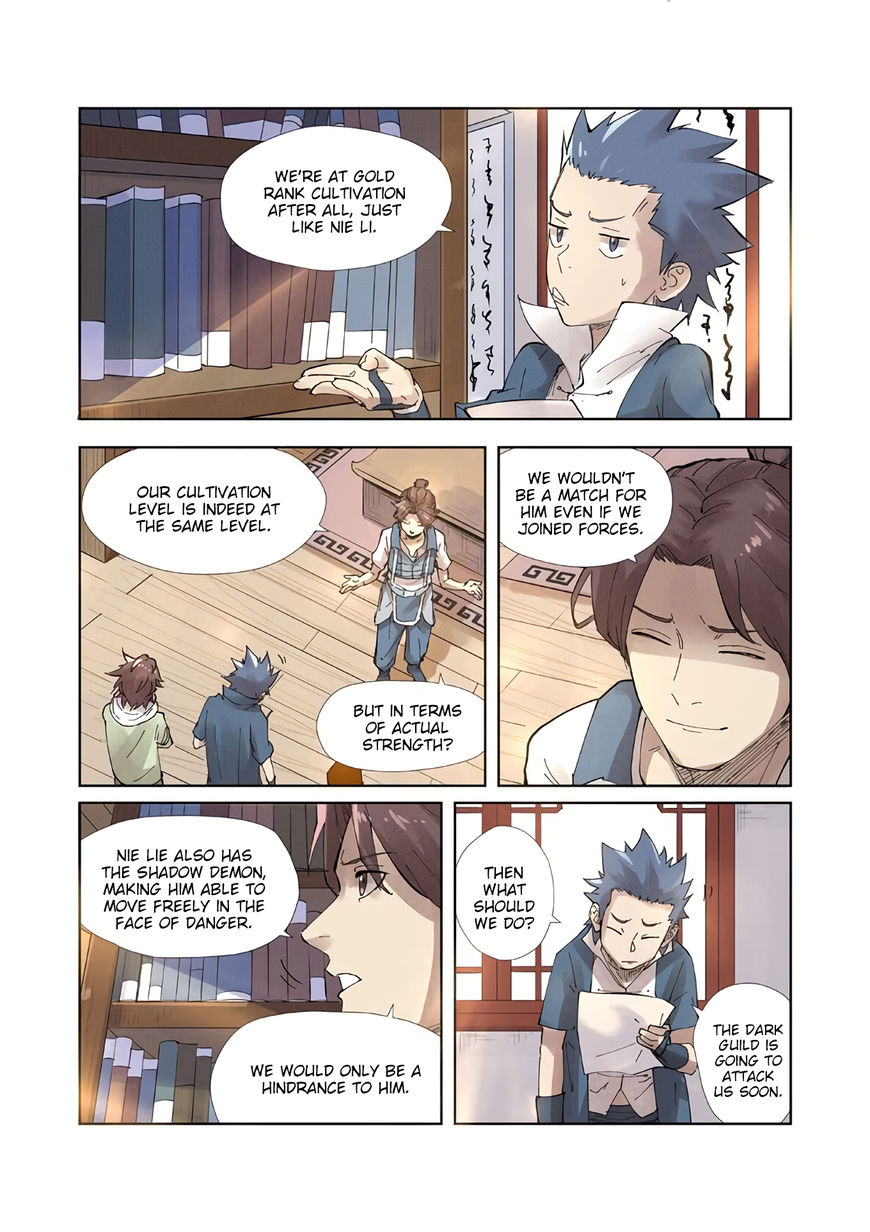 WE'RE AT GOLD
RANK CULTIVATION
AFTER ALL, JUST
LIKE NIE LI.
OUR CULTIVATION
LEVEL IS INDEED AT
THE SAME LEVEL.
BUT IN TERMS
OF ACTUAL
STRENGTH?
WE WOULDN'T
BE A MATCH FOR
HIM EVEN IF WE
JOINED FORCES.
NIE LIE ALSO HAS
THE SHADOW DEMON,
MAKING HIM ABLE TO
MOVE FREELY IN THE
FACE OF DANGER.
WE WOULD ONLY BE A
HINDRANCE TO HIM.
THEN
WHAT
SHOULD
WE DO?
THE DARK
GUILD IS
GOING TO
ATTACK
US SOON.